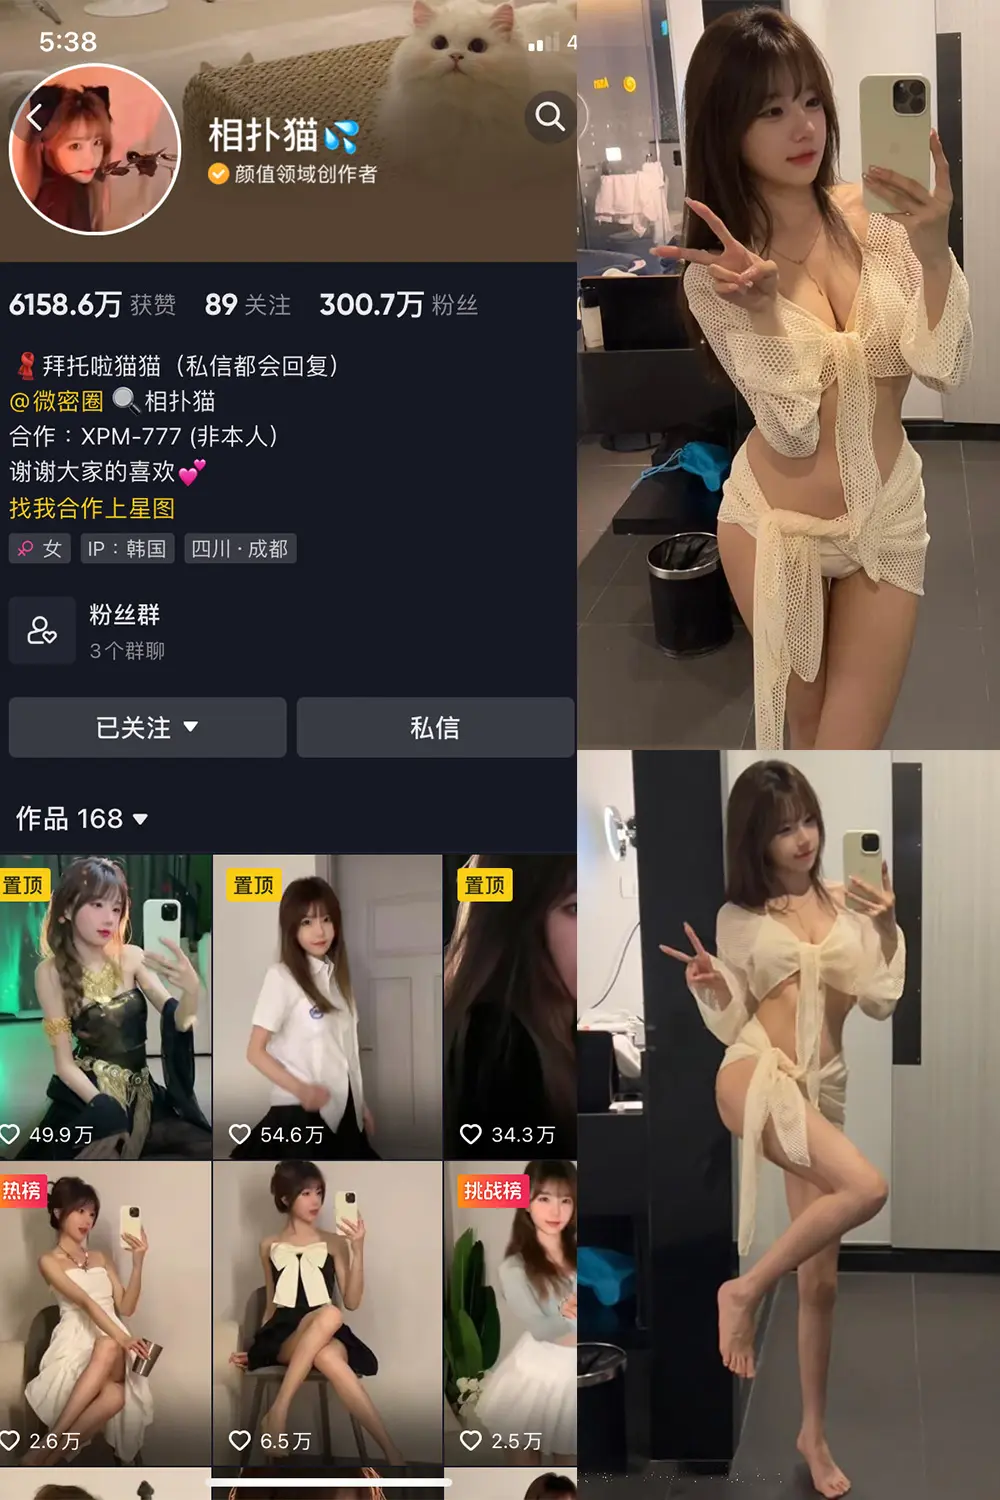 5:38
4
相扑猫💦
颜值领域创作者
6158.6万 获赞 89 关注 300.7万 粉丝
拜托啦猫猫（私信都会回复）
@微密圈 🔍相扑猫
合作：XPM-777 (非本人)
谢谢大家的喜欢💕
找我合作上星图
女 IP：韩国 四川·成都
粉丝群
3个群聊
已关注 私信
作品 168
置顶 置顶 置顶
49.9万 54.6万 34.3万
热榜 挑战榜
2.6万 6.5万 2.5万